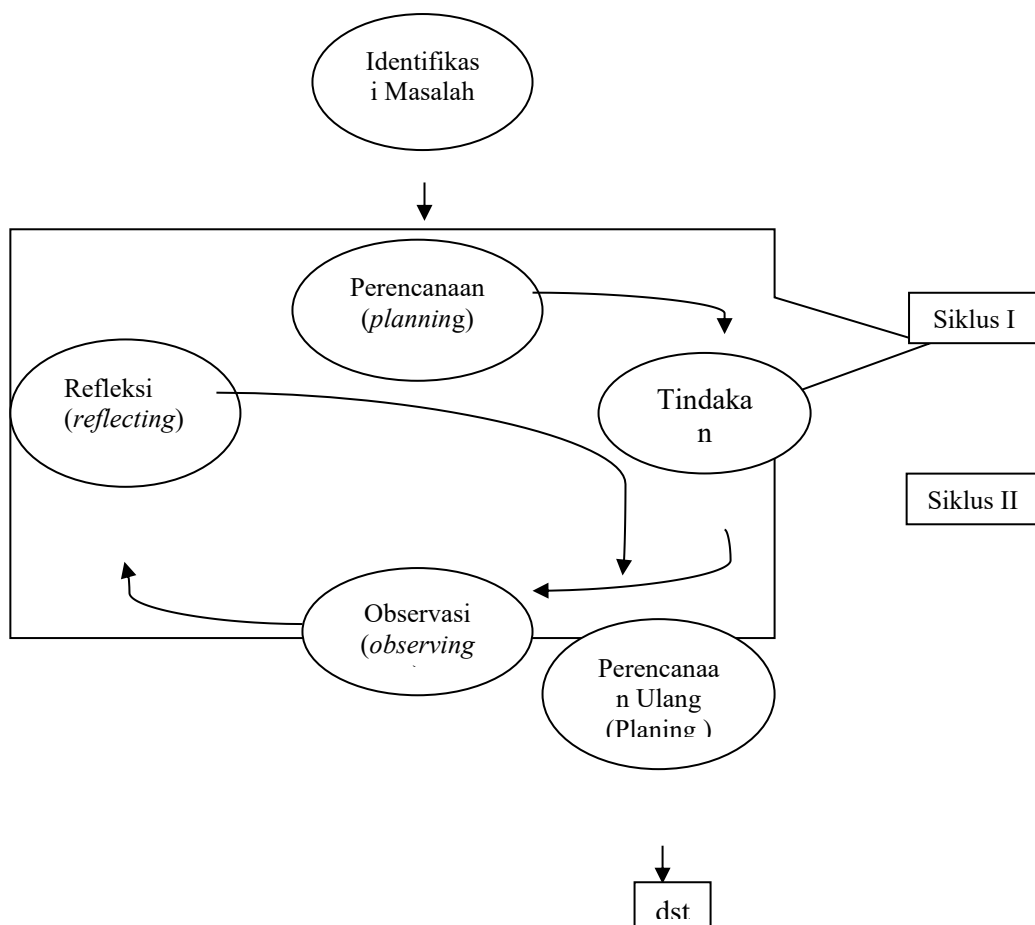 Identifikas
i Masalah
Perencanaan
(planning)
Siklus I
Refleksi
(reflecting)
Tindaka
n
Siklus II
Observasi
(observing
Perencanaa
n Ulang
(Planing )
dst